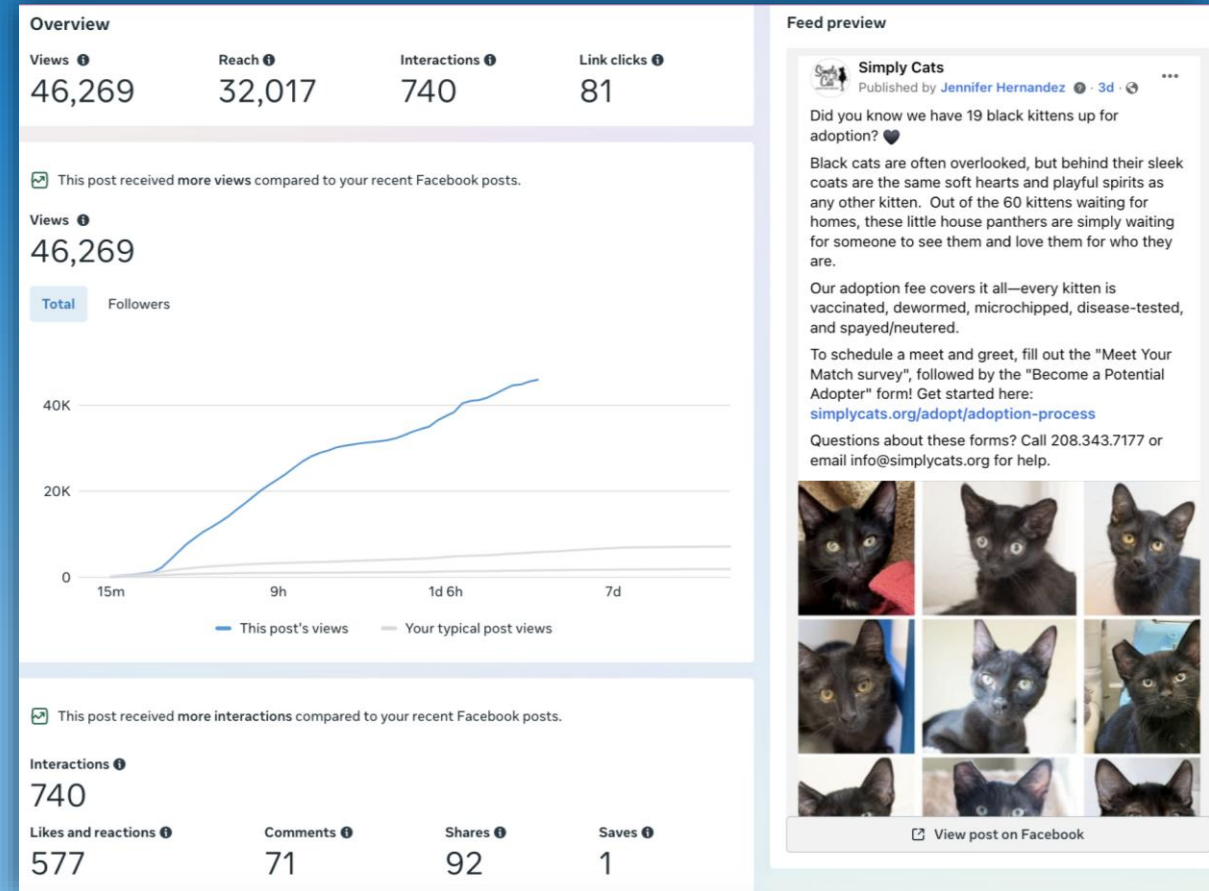 Overview
Views
Reach
Interactions
Link clicks
46,269
32,017
740
81
This post received more views compared to your recent Facebook posts.
Views
46,269
Total
Followers
40K
20K
0
15m
9h
1d 6h
7d
This post's views
Your typical post views
This post received more interactions compared to your recent Facebook posts.
Interactions
740
Likes and reactions
Comments
Shares
Saves
577
71
92
1
Feed preview
Simply Cats
Published by Jennifer Hernandez · 3d ·
Did you know we have 19 black kittens up for
adoption? 🖤
Black cats are often overlooked, but behind their sleek
coats are the same soft hearts and playful spirits as
any other kitten.  Out of the 60 kittens waiting for
homes, these little house panthers are simply waiting
for someone to see them and love them for who they
are.
Our adoption fee covers it all—every kitten is
vaccinated, dewormed, microchipped, disease-tested,
and spayed/neutered.
To schedule a meet and greet, fill out the "Meet Your
Match survey", followed by the "Become a Potential
Adopter" form! Get started here:
simplycats.org/adopt/adoption-process
Questions about these forms? Call 208.343.7177 or
email info@simplycats.org for help.
View post on Facebook